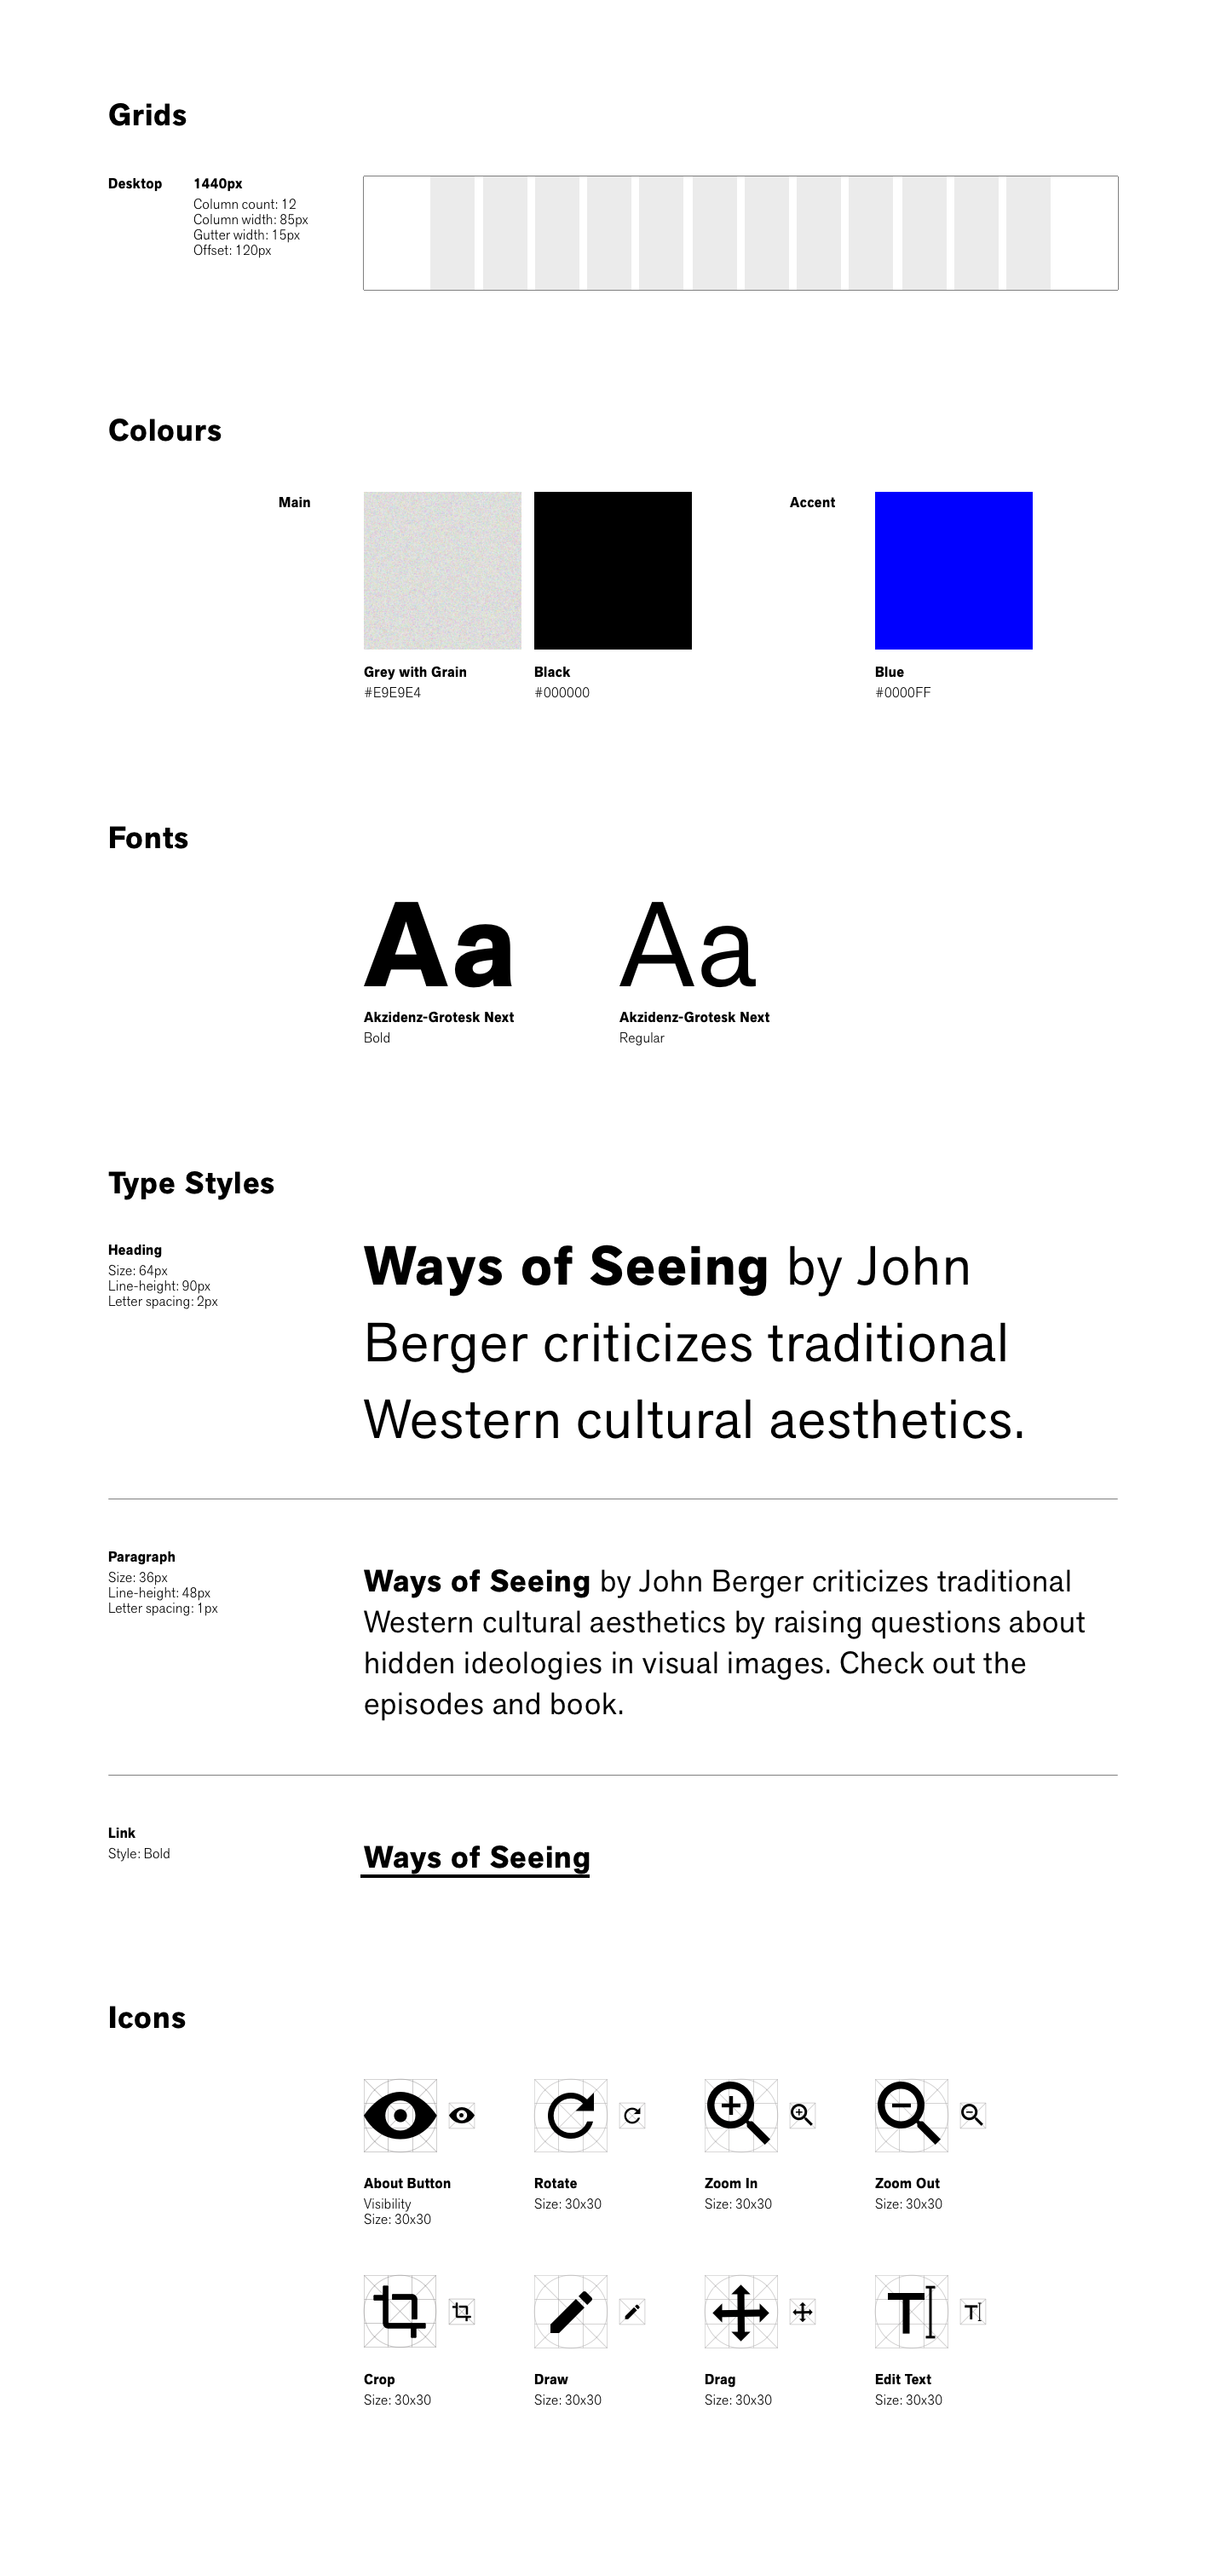 Grids
Desktop
1440px
Column count: 12
Column width: 85px
Gutter width: 15px
Offset: 120px
Colours
Main
Grey with Grain
#E9E9E4
Black
#000000
Accent
Blue
#0000FF
Fonts
Aa
Akzidenz-Grotesk Next
Bold
Aa
Akzidenz-Grotesk Next
Regular
Type Styles
Heading
Size: 64px
Line-height: 90px
Letter spacing: 2px
Ways of Seeing by John
Berger criticizes traditional
Western cultural aesthetics.
Paragraph
Size: 36px
Line-height: 48px
Letter spacing: 1px
Ways of Seeing by John Berger criticizes traditional
Western cultural aesthetics by raising questions about
hidden ideologies in visual images. Check out the
episodes and book.
Link
Style: Bold
Ways of Seeing
Icons
About Button
Visibility
Size: 30x30
Rotate
Size: 30x30
Zoom In
Size: 30x30
Zoom Out
Size: 30x30
Crop
Size: 30x30
Draw
Size: 30x30
Drag
Size: 30x30
Edit Text
Size: 30x30